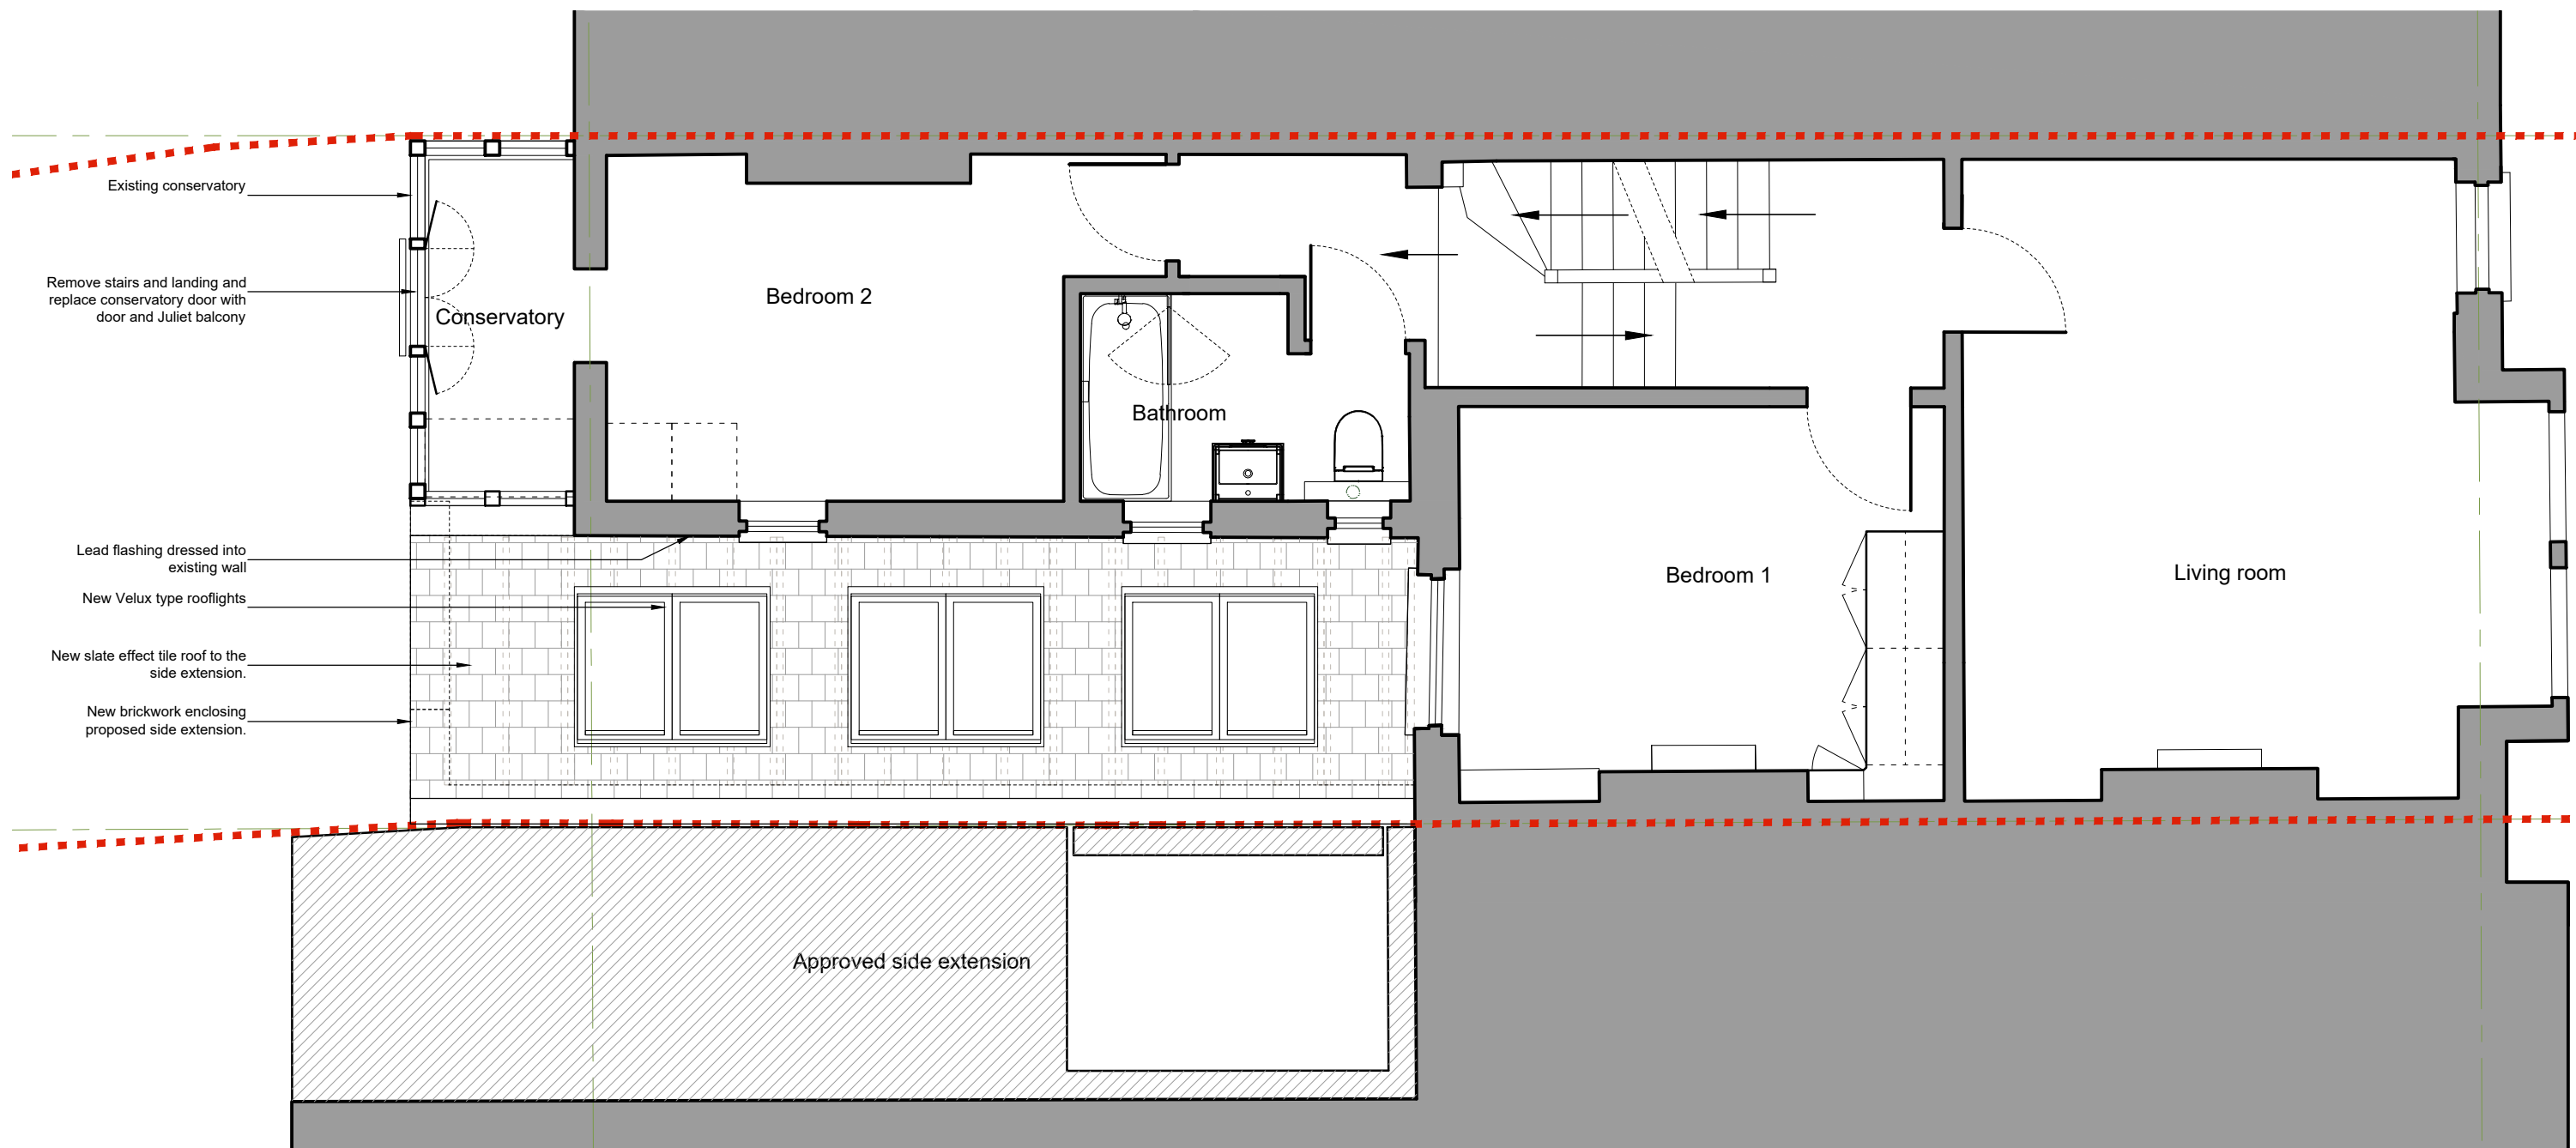 Existing conservatory
Remove stairs and landing and
replace conservatory door with
door and Juliet balcony
Conservatory
Bedroom 2
Bathroom
Lead flashing dressed into
existing wall
New Velux type rooflights
New slate effect tile roof to the
side extension.
New brickwork enclosing
proposed side extension.
Bedroom 1
Living room
Approved side extension